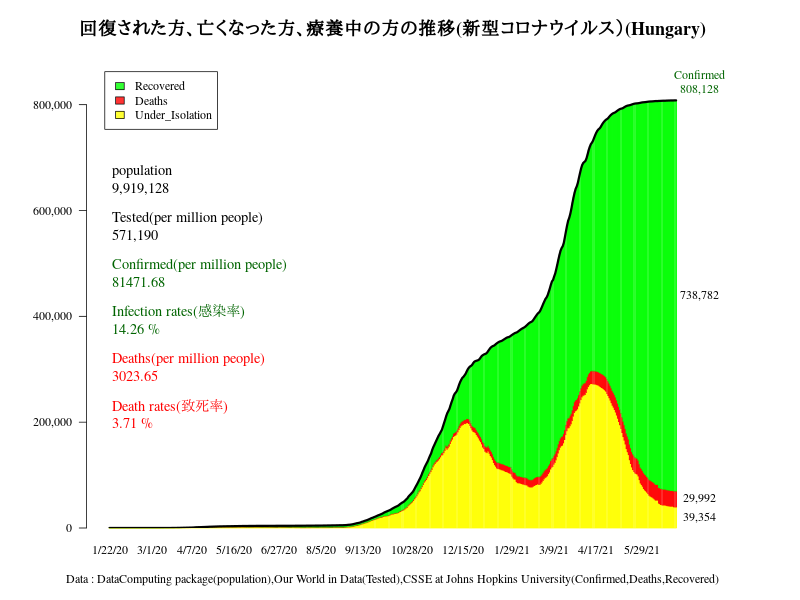 回復された方、亡くなった方、療養中の方の推移(新型コロナウイルス）(Hungary)
Confirmed
808,128
Recovered
Deaths
Under_Isolation
800,000
600,000
400,000
200,000
0
population
9,919,128
Tested(per million people)
571,190
Confirmed(per million people)
81471.68
Infection rates(感染率)
14.26 %
Deaths(per million people)
3023.65
Death rates(致死率)
3.71 %
738,782
29,992
39,354
1/22/20 3/1/20 4/7/20 5/16/20 6/27/20 8/5/20 9/13/20 10/28/20 12/15/20 1/29/21 3/9/21 4/17/21 5/29/21
Data : DataComputing package(population),Our World in Data(Tested),CSSE at Johns Hopkins University(Confirmed,Deaths,Recovered)